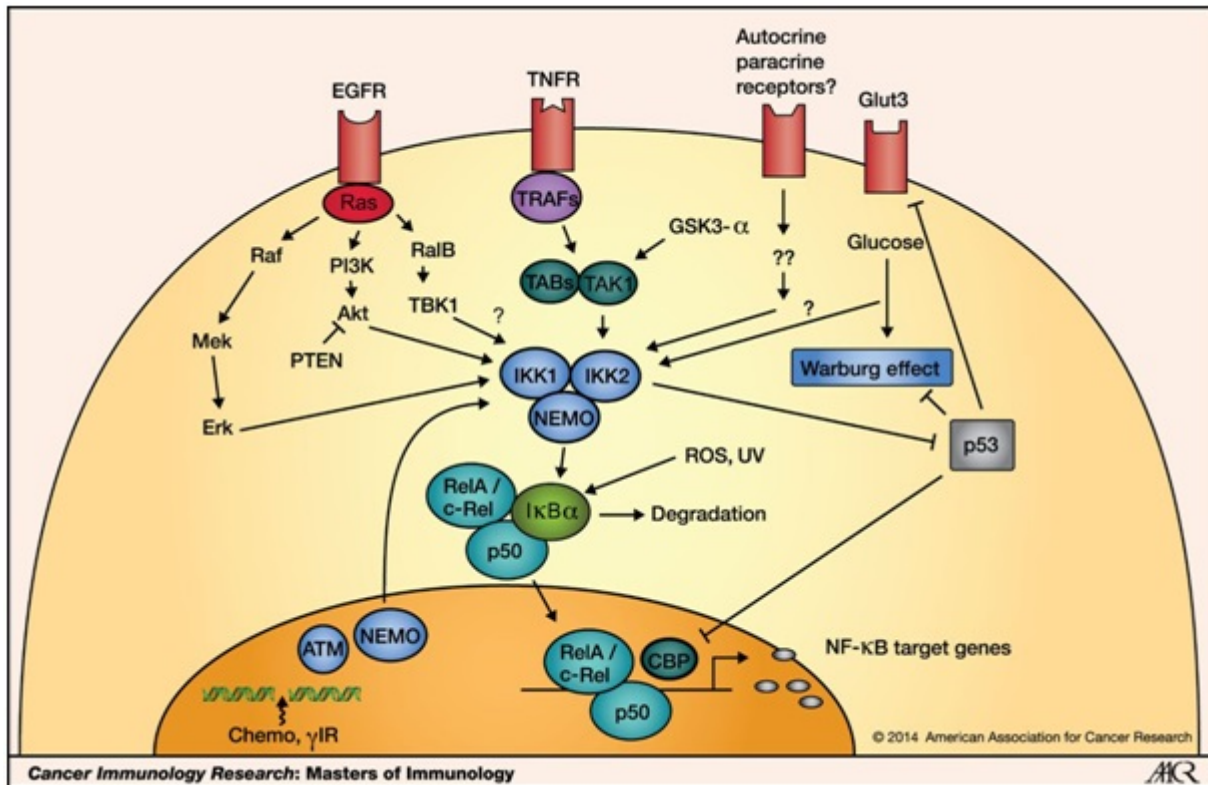 EGFR
TNFR
Autocrine
paracrine
receptors?
Glut3
Ras
TRAFs
Raf
PI3K
RalB
GSK3-α
??
Glucose
TABs
TAK1
Akt
TBK1
?
?
Mek
PTEN
IKK1
IKK2
Warburg effect
NEMO
Erk
p53
ROS, UV
RelA /
c-Rel
IκBα
Degradation
p50
ATM
NEMO
RelA /
c-Rel
CBP
NF-κB target genes
p50
Chemo, γIR
© 2014 American Association for Cancer Research
Cancer Immunology Research: Masters of Immunology
AACR